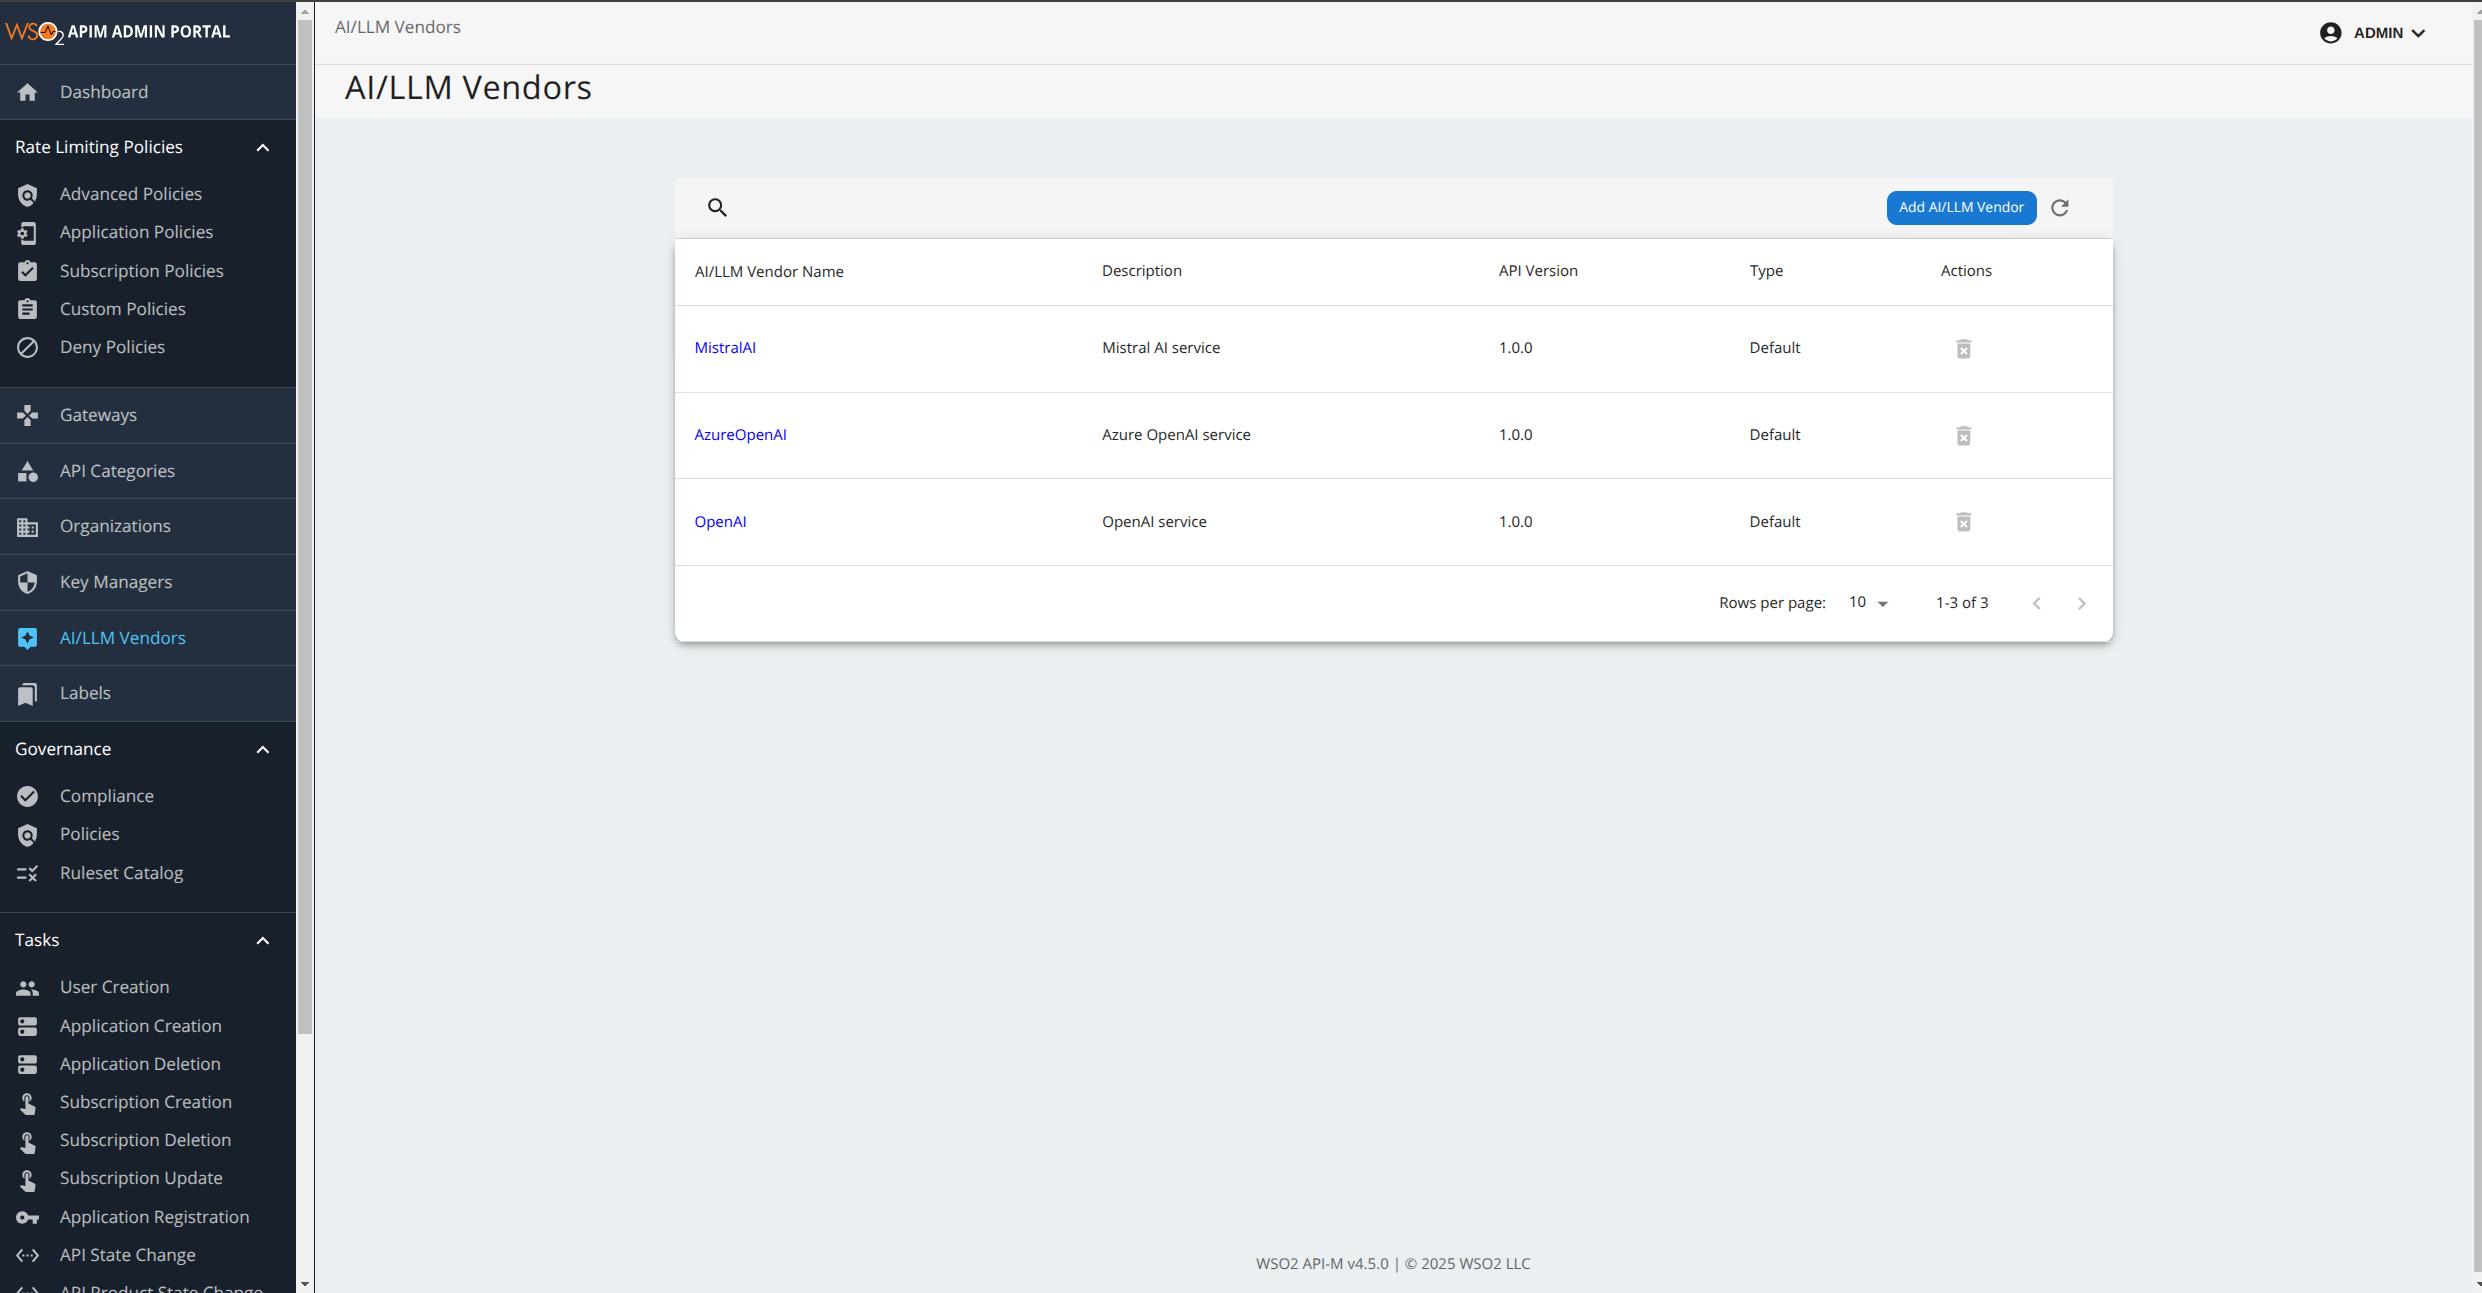 WSO2 APIM ADMIN PORTAL
Dashboard
Rate Limiting Policies
Advanced Policies
Application Policies
Subscription Policies
Custom Policies
Deny Policies
Gateways
API Categories
Organizations
Key Managers
AI/LLM Vendors
Labels
Governance
Compliance
Policies
Ruleset Catalog
Tasks
User Creation
Application Creation
Application Deletion
Subscription Creation
Subscription Deletion
Subscription Update
Application Registration
API State Change
API Product State Change
AI/LLM Vendors
ADMIN
AI/LLM Vendors
Add AI/LLM Vendor
AI/LLM Vendor Name Description API Version Type Actions
MistralAI Mistral AI service 1.0.0 Default
AzureOpenAI Azure OpenAI service 1.0.0 Default
OpenAI OpenAI service 1.0.0 Default
Rows per page: 10 1-3 of 3
WSO2 API-M v4.5.0 | © 2025 WSO2 LLC